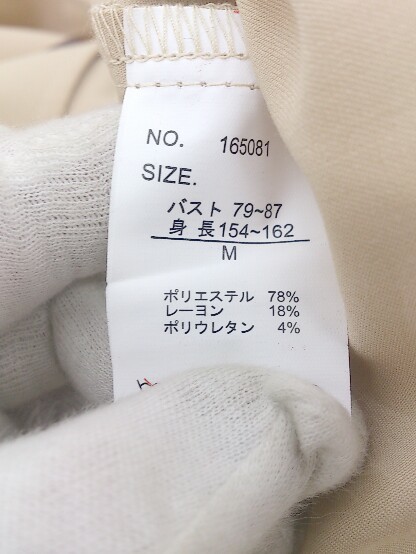 NO. 165081
SIZE.
バスト 79~87
身 長 154~162
M
ポリエステル 78%
レーヨン 18%
ポリウレタン 4%